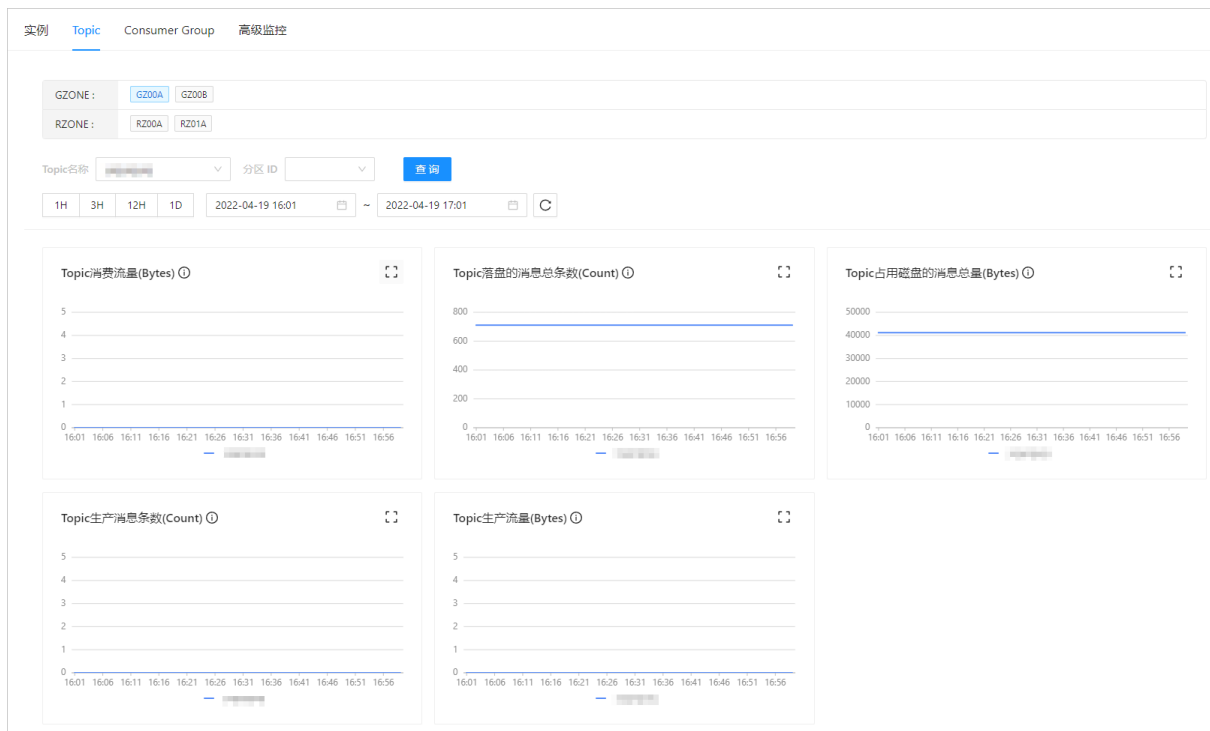 实例 Topic Consumer Group 高级监控
GZONE : GZ00A GZ00B
RZONE : RZ00A RZ01A
Topic名称 分区 ID 查 询
1H 3H 12H 1D 2022-04-19 16:01 ~ 2022-04-19 17:01
Topic消费流量(Bytes)
5
4
3
2
1
0
16:01 16:06 16:11 16:16 16:21 16:26 16:31 16:36 16:41 16:46 16:51 16:56
Topic落盘的消息总条数(Count)
800
600
400
200
0
16:01 16:06 16:11 16:16 16:21 16:26 16:31 16:36 16:41 16:46 16:51 16:56
Topic占用磁盘的消息总量(Bytes)
50000
40000
30000
20000
10000
0
16:01 16:06 16:11 16:16 16:21 16:26 16:31 16:36 16:41 16:46 16:51 16:56
Topic生产消息条数(Count)
5
4
3
2
1
0
16:01 16:06 16:11 16:16 16:21 16:26 16:31 16:36 16:41 16:46 16:51 16:56
Topic生产流量(Bytes)
5
4
3
2
1
0
16:01 16:06 16:11 16:16 16:21 16:26 16:31 16:36 16:41 16:46 16:51 16:56